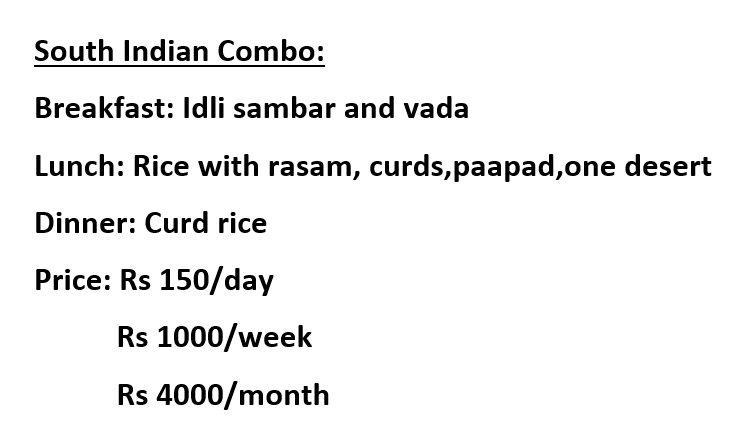 South Indian Combo:
Breakfast: Idli sambar and vada
Lunch: Rice with rasam, curds,paapad,one desert
Dinner: Curd rice
Price: Rs 150/day
Rs 1000/week
Rs 4000/month